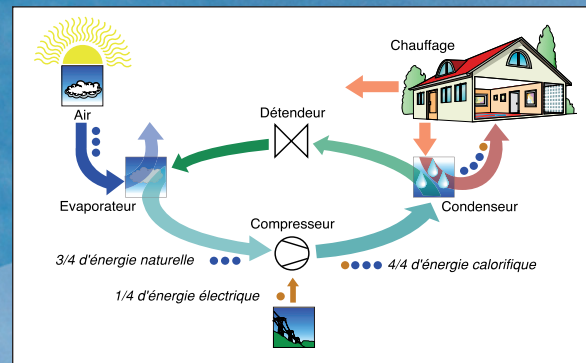 Chauffage
Air
Détendeur
Evaporateur
Condenseur
Compresseur
3/4 d'énergie naturelle
4/4 d'énergie calorifique
1/4 d'énergie électrique